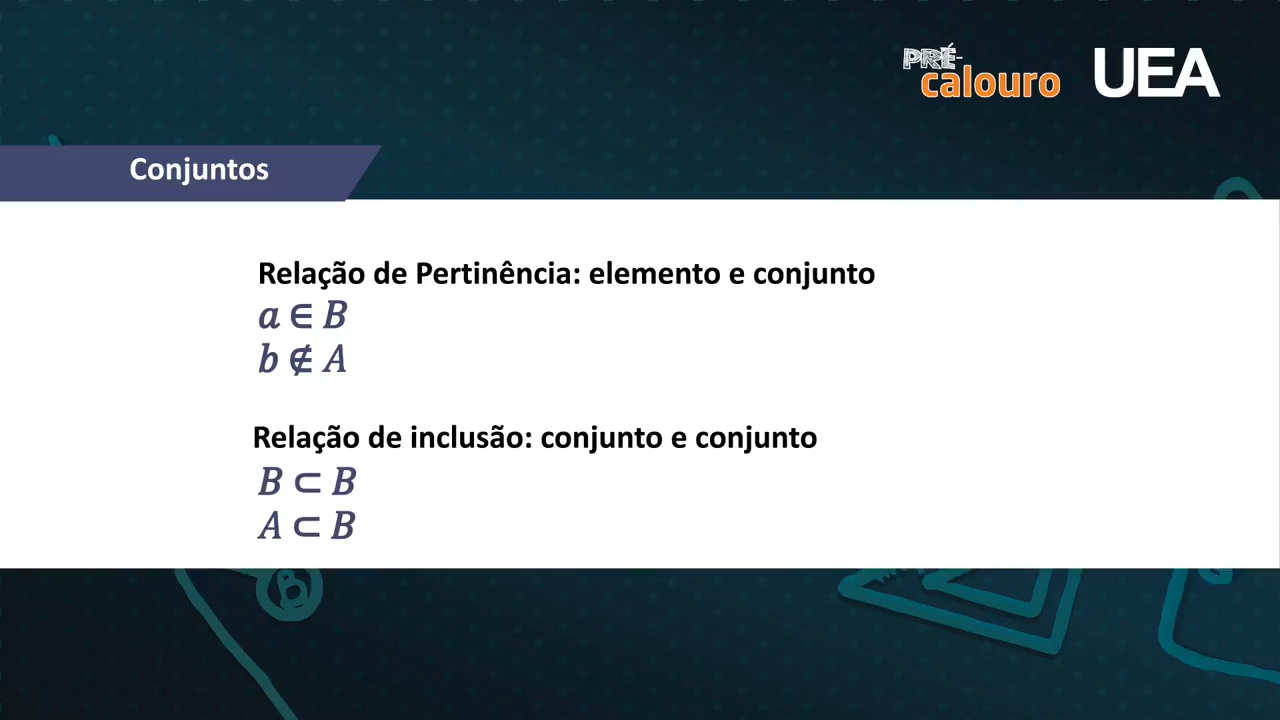 PRÉ-
calouro
UEA
Conjuntos
Relação de Pertinência: elemento e conjunto
a ∈ B
b ∉ A
Relação de inclusão: conjunto e conjunto
B ⊂ B
A ⊂ B
B